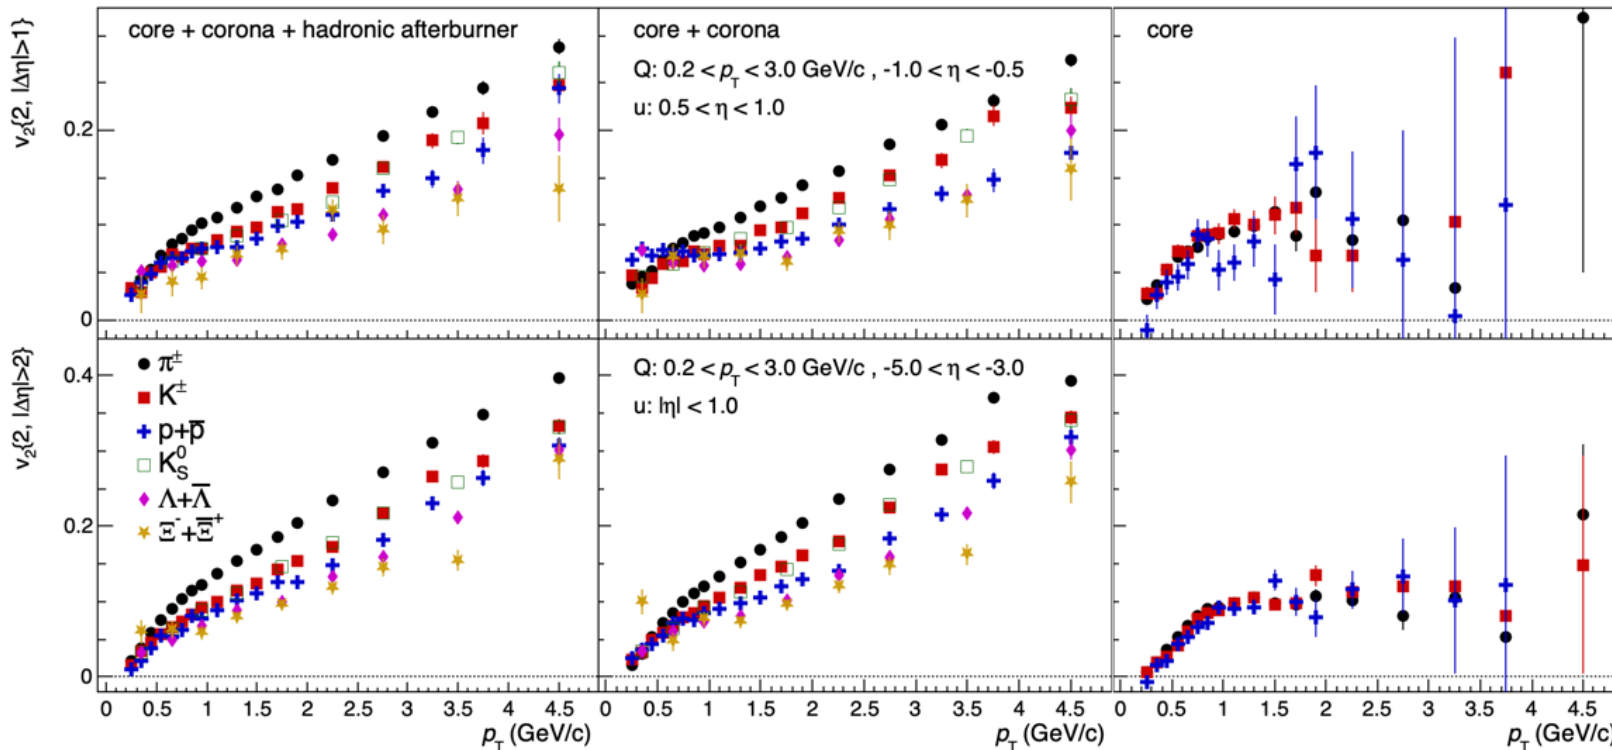 core + corona + hadronic afterburner
core + corona
core
Q: 0.2 < p_T < 3.0 GeV/c , -1.0 < η < -0.5
u: 0.5 < η < 1.0
v₂{2, |Δη|>1}
0.2
0
Q: 0.2 < p_T < 3.0 GeV/c , -5.0 < η < -3.0
u: |η| < 1.0
v₂{2, |Δη|>2}
0.4
0.2
0
π±
K±
p+p̅
K⁰_S
Λ+Λ̅
Ξ⁻+Ξ̅⁺
0 0.5 1 1.5 2 2.5 3 3.5 4 4.5
0 0.5 1 1.5 2 2.5 3 3.5 4 4.5
0 0.5 1 1.5 2 2.5 3 3.5 4 4.5
p_T (GeV/c)
p_T (GeV/c)
p_T (GeV/c)